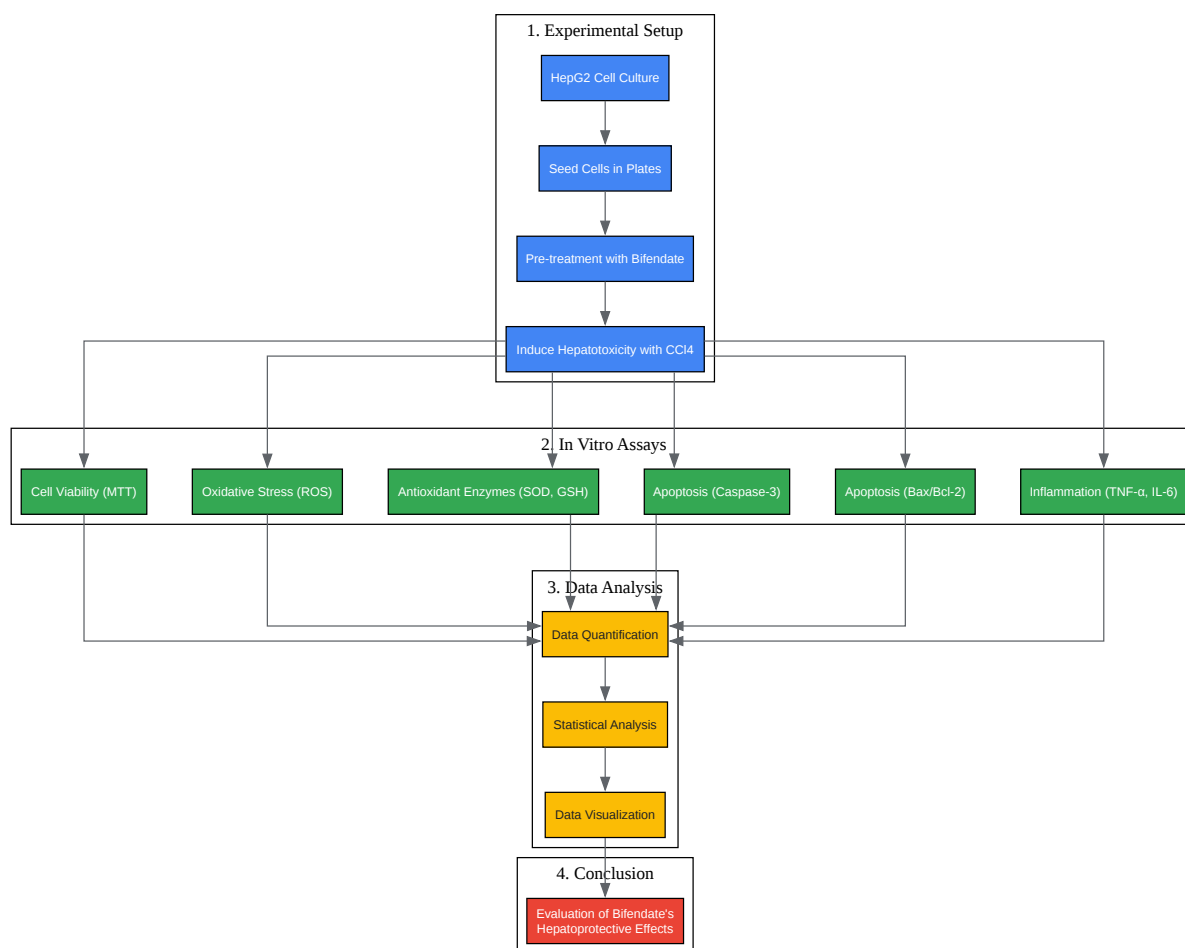 1. Experimental Setup
HepG2 Cell Culture
Seed Cells in Plates
Pre-treatment with Bifendate
Induce Hepatotoxicity with CCl4
2. In Vitro Assays
Cell Viability (MTT)
Oxidative Stress (ROS)
Antioxidant Enzymes (SOD, GSH)
Apoptosis (Caspase-3)
Apoptosis (Bax/Bcl-2)
Inflammation (TNF-α, IL-6)
3. Data Analysis
Data Quantification
Statistical Analysis
Data Visualization
4. Conclusion
Evaluation of Bifendate's
Hepatoprotective Effects